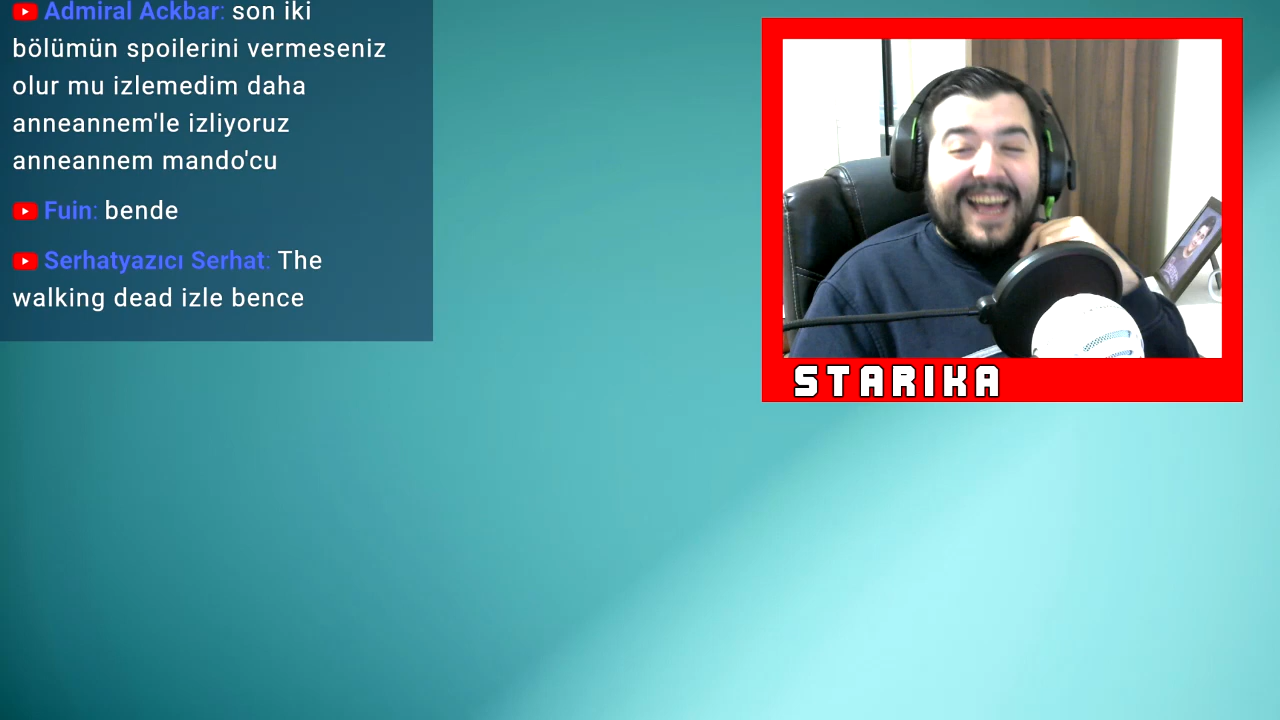 Admiral Ackbar: son iki
bölümün spoilerini vermeseniz
olur mu izlemedim daha
anneannem'le izliyoruz
anneannem mando'cu
Fuin: bende
Serhatyazıcı Serhat: The
walking dead izle bence
STARIKA